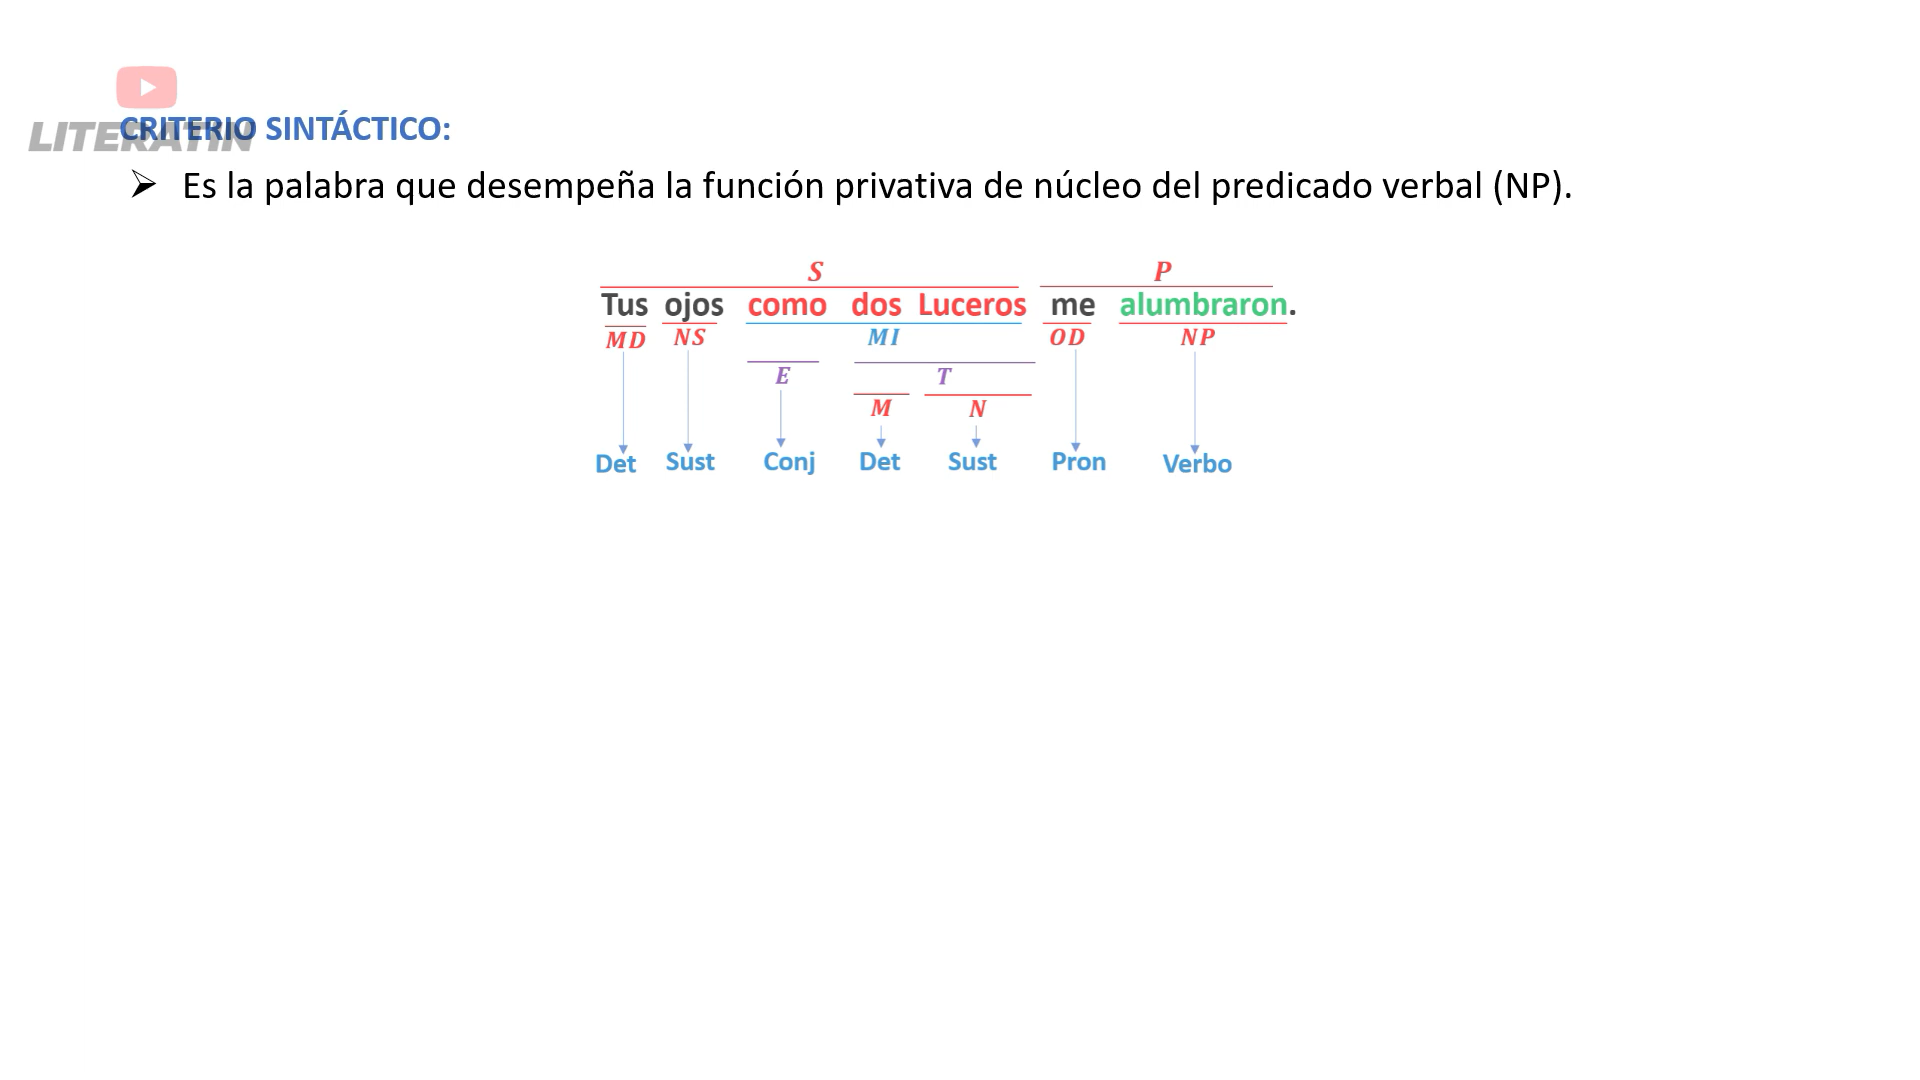 LITERATIN
CRITERIO SINTÁCTICO:
➢ Es la palabra que desempeña la función privativa de núcleo del predicado verbal (NP).
S P
Tus ojos como dos Luceros me alumbraron.
MD NS MI OD NP
E T
M N
Det Sust Conj Det Sust Pron Verbo